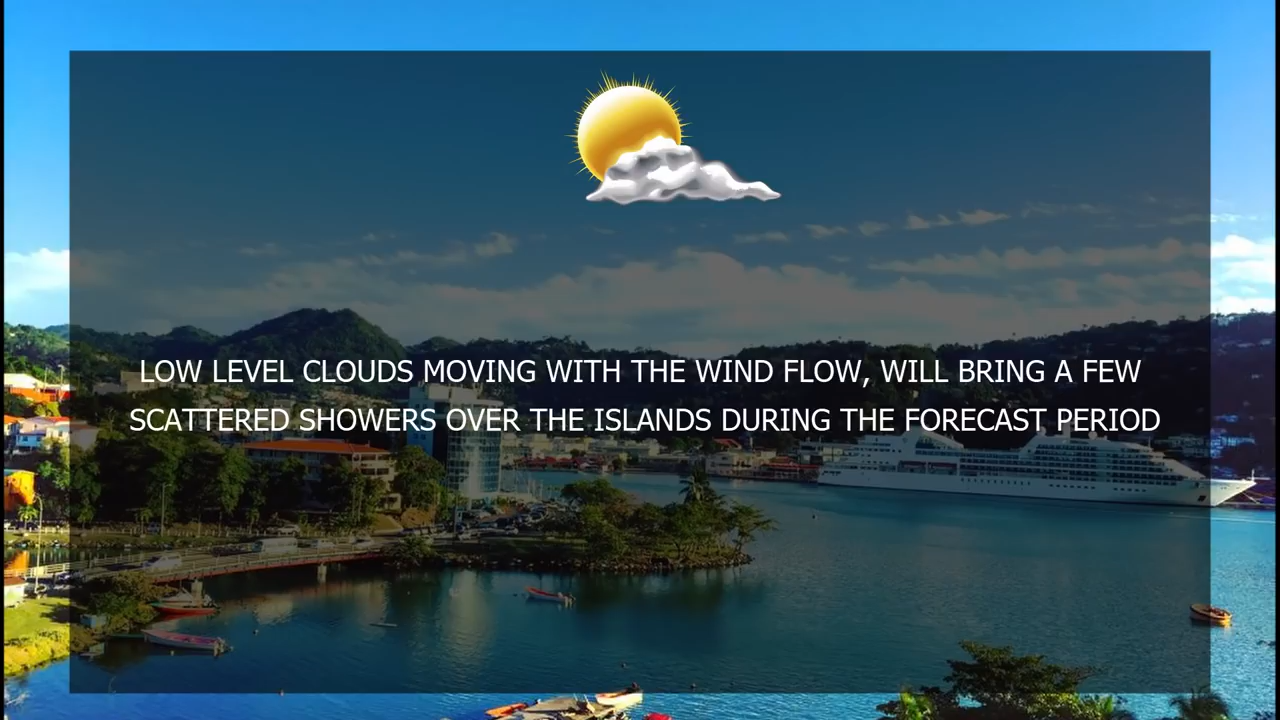 LOW LEVEL CLOUDS MOVING WITH THE WIND FLOW, WILL BRING A FEW
SCATTERED SHOWERS OVER THE ISLANDS DURING THE FORECAST PERIOD